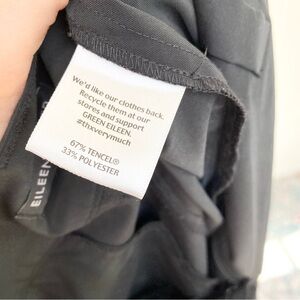 We'd like our clothes back.
Recycle them at our
stores and support
GREEN EILEEN.
#thxverymuch
67% TENCEL®
33% POLYESTER
EILEEN